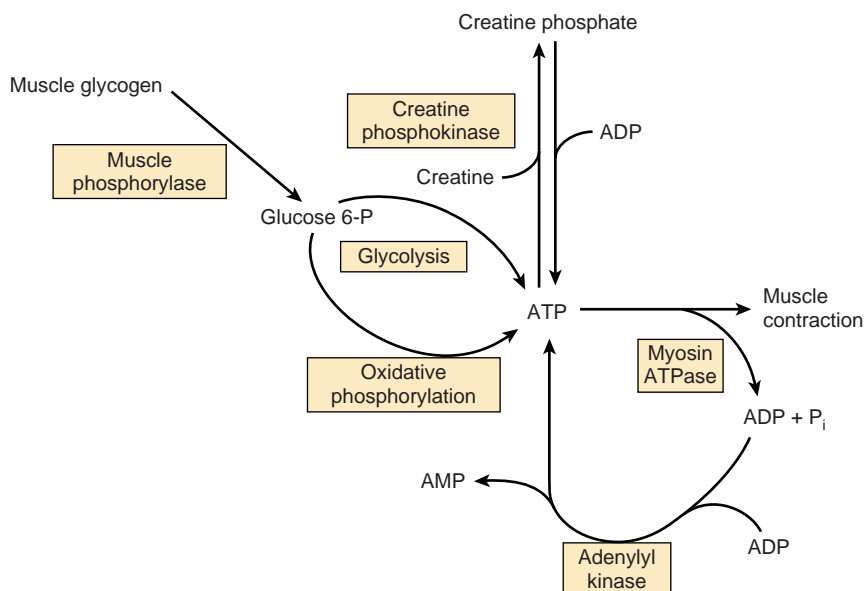 Creatine phosphate
Muscle glycogen
Creatine
phosphokinase
ADP
Muscle
phosphorylase
Creatine
Glucose 6-P
Glycolysis
ATP
Muscle
contraction
Myosin
ATPase
Oxidative
phosphorylation
ADP + Pi
AMP
ADP
Adenylyl
kinase